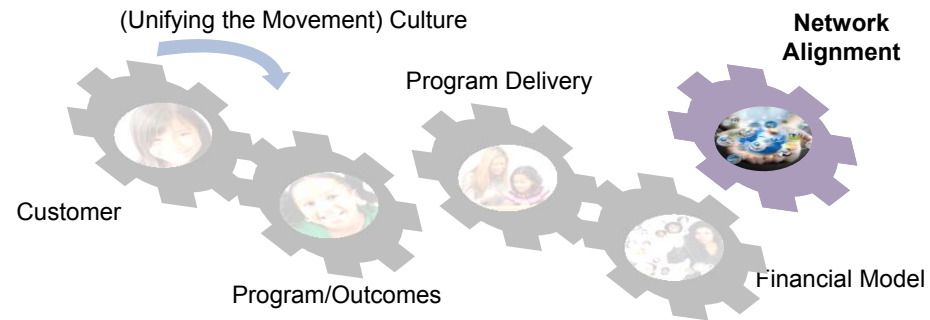 (Unifying the Movement) Culture
Network
Alignment
Program Delivery
Customer
Program/Outcomes
Financial Model